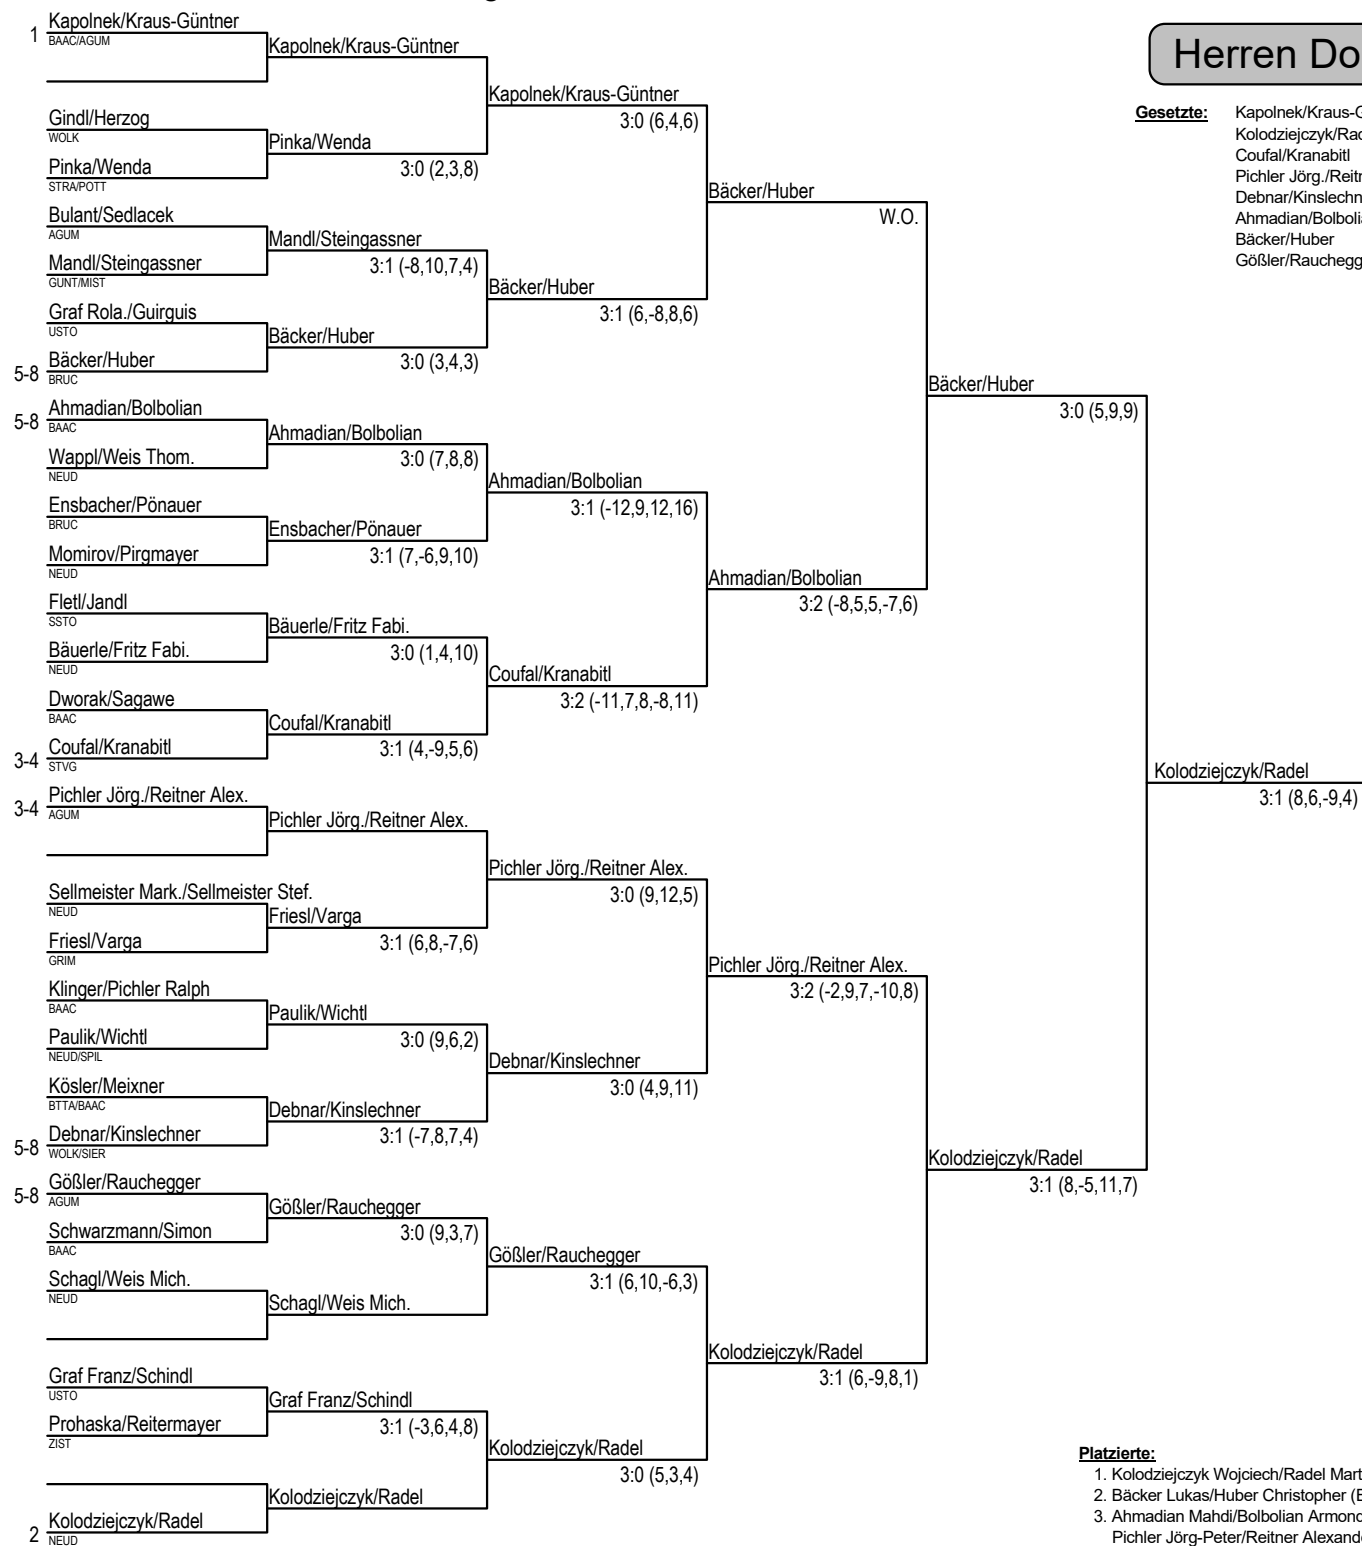 Herren Do
Gesetzte:
Kapolnek/Kraus-G
Kolodziejczyk/Rad
Coufal/Kranabitl
Pichler Jörg./Reitn
Debnar/Kinslechn
Ahmadian/Bolbolia
Bäcker/Huber
Gößler/Rauchegg
1
Kapolnek/Kraus-Güntner
BAAC/AGUM
Gindl/Herzog
WOLK
Pinka/Wenda
STRA/POTT
Bulant/Sedlacek
AGUM
Mandl/Steingassner
GUNT/MIST
Graf Rola./Guirguis
USTO
5-8
Bäcker/Huber
BRUC
5-8
Ahmadian/Bolbolian
BAAC
Wappl/Weis Thom.
NEUD
Ensbacher/Pönauer
BRUC
Momirov/Pirgmayer
NEUD
Fletl/Jandl
SSTO
Bäuerle/Fritz Fabi.
NEUD
Dworak/Sagawe
BAAC
3-4
Coufal/Kranabitl
STVG
3-4
Pichler Jörg./Reitner Alex.
AGUM
Sellmeister Mark./Sellmeister Stef.
NEUD
Friesl/Varga
GRIM
Klinger/Pichler Ralph
BAAC
Paulik/Wichtl
NEUD/SPIL
Kösler/Meixner
BTTA/BAAC
5-8
Debnar/Kinslechner
WOLK/SIER
5-8
Gößler/Rauchegger
AGUM
Schwarzmann/Simon
BAAC
Schagl/Weis Mich.
NEUD
Graf Franz/Schindl
USTO
Prohaska/Reitermayer
ZIST
2
Kolodziejczyk/Radel
NEUD
Kapolnek/Kraus-Güntner
Pinka/Wenda
3:0 (2,3,8)
Mandl/Steingassner
3:1 (-8,10,7,4)
Bäcker/Huber
3:0 (3,4,3)
Ahmadian/Bolbolian
3:0 (7,8,8)
Ensbacher/Pönauer
3:1 (7,-6,9,10)
Bäuerle/Fritz Fabi.
3:0 (1,4,10)
Coufal/Kranabitl
3:1 (4,-9,5,6)
Pichler Jörg./Reitner Alex.
Friesl/Varga
3:1 (6,8,-7,6)
Paulik/Wichtl
3:0 (9,6,2)
Debnar/Kinslechner
3:1 (-7,8,7,4)
Gößler/Rauchegger
3:0 (9,3,7)
Schagl/Weis Mich.
Graf Franz/Schindl
3:1 (-3,6,4,8)
Kolodziejczyk/Radel
Kapolnek/Kraus-Güntner
3:0 (6,4,6)
Bäcker/Huber
3:1 (6,-8,8,6)
Ahmadian/Bolbolian
3:1 (-12,9,12,16)
Coufal/Kranabitl
3:2 (-11,7,8,-8,11)
Pichler Jörg./Reitner Alex.
3:0 (9,12,5)
Debnar/Kinslechner
3:0 (4,9,11)
Gößler/Rauchegger
3:1 (6,10,-6,3)
Kolodziejczyk/Radel
3:0 (5,3,4)
Bäcker/Huber
W.O.
Ahmadian/Bolbolian
3:2 (-8,5,5,-7,6)
Pichler Jörg./Reitner Alex.
3:2 (-2,9,7,-10,8)
Kolodziejczyk/Radel
3:1 (6,-9,8,1)
Bäcker/Huber
3:0 (5,9,9)
Kolodziejczyk/Radel
3:1 (8,-5,11,7)
Kolodziejczyk/Radel
3:1 (8,6,-9,4)
Platzierte:
1. Kolodziejczyk Wojciech/Radel Mart
2. Bäcker Lukas/Huber Christopher (B
3. Ahmadian Mahdi/Bolbolian Armond
Pichler Jörg-Peter/Reitner Alexande